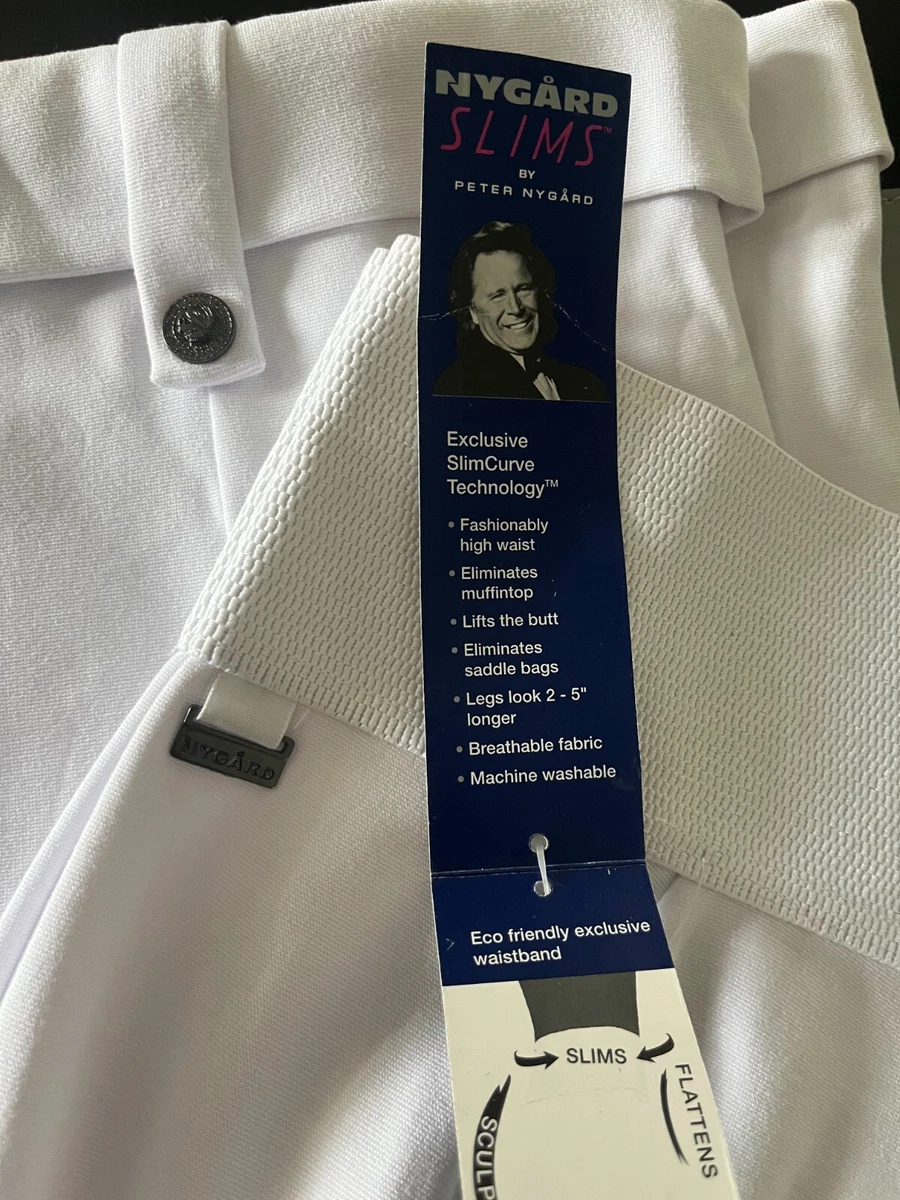 NYGÅRD
SLIMS™
BY
PETER NYGÅRD
Exclusive
SlimCurve
Technology™
• Fashionably
high waist
• Eliminates
muffintop
• Lifts the butt
• Eliminates
saddle bags
• Legs look 2 - 5"
longer
• Breathable fabric
• Machine washable
NYGÅRD
Eco friendly exclusive
waistband
SLIMS
FLATTENS
SCULP